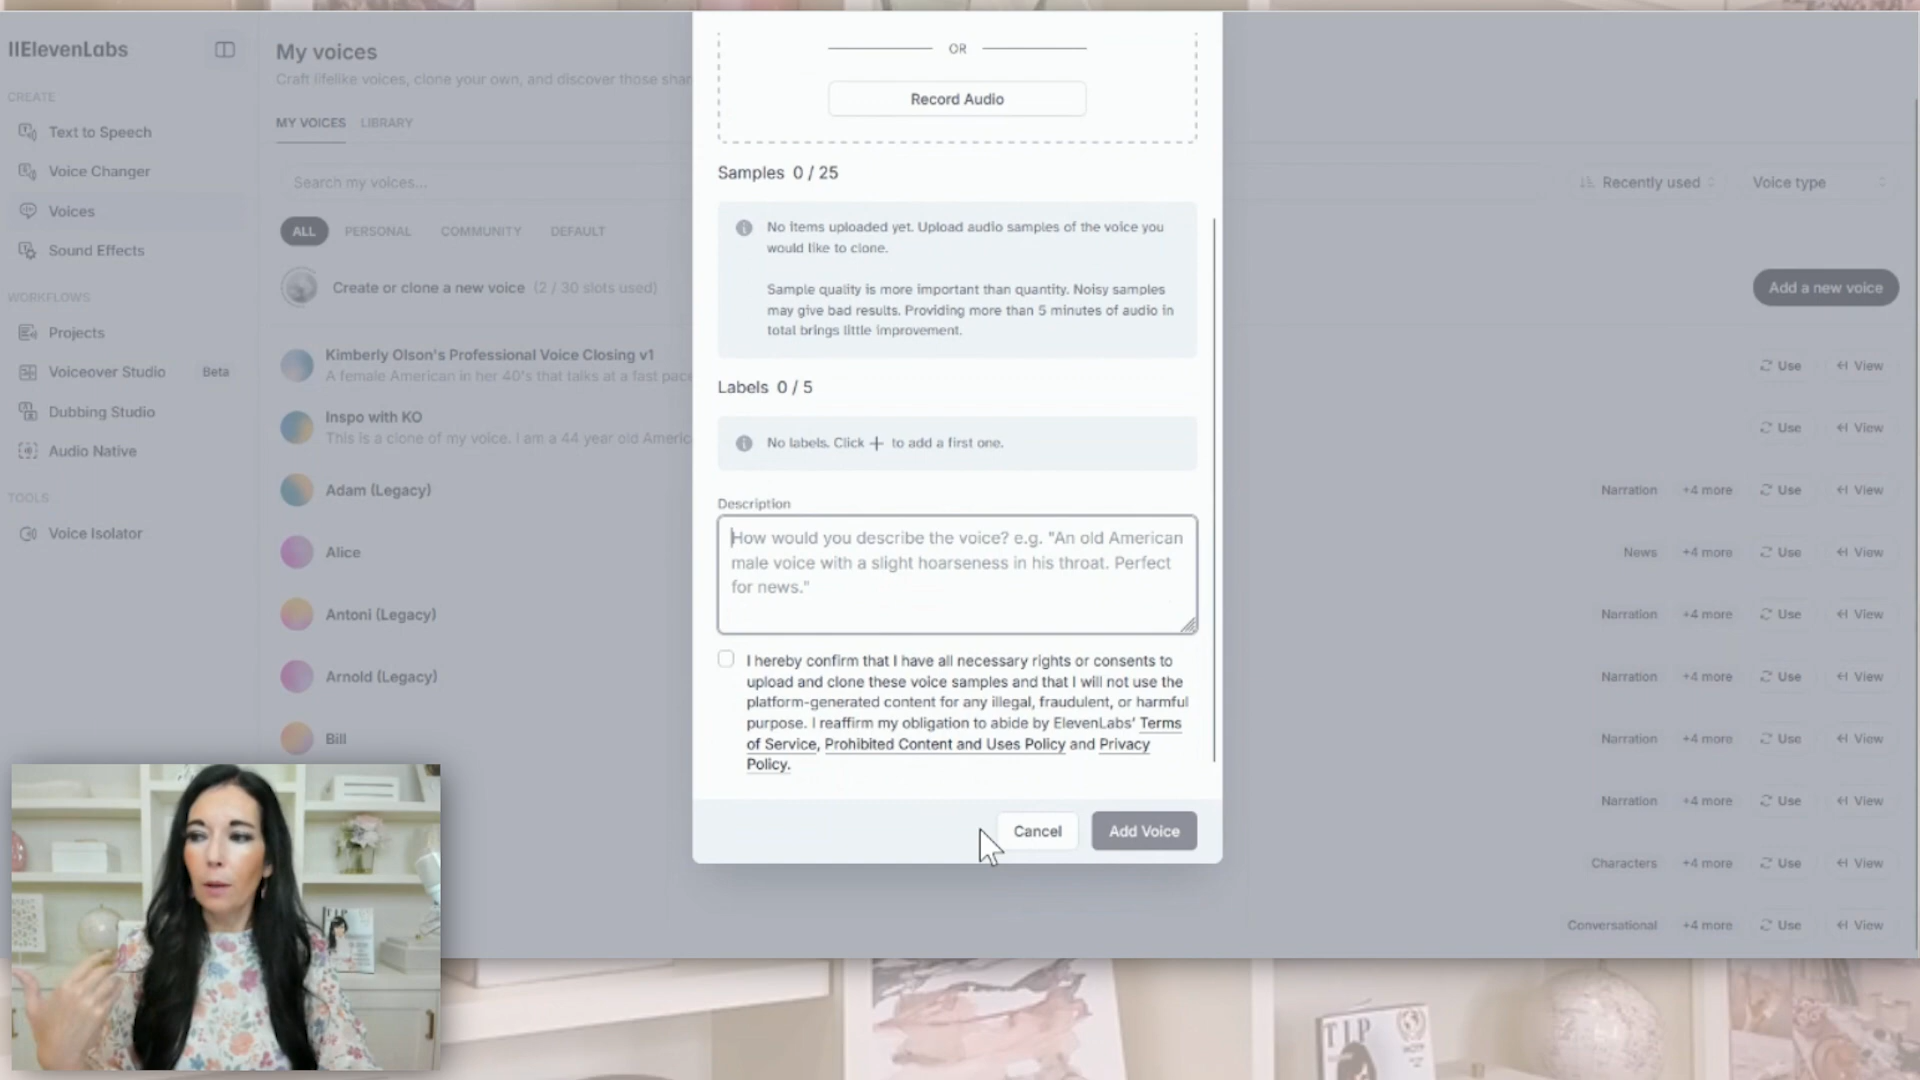 IIElevenLabs
CREATE
Text to Speech
Voice Changer
Voices
Sound Effects
WORKFLOWS
Projects
Voiceover Studio Beta
Dubbing Studio
Audio Native
TOOLS
Voice Isolator
My voices
Craft lifelike voices, clone your own, and discover those shar
MY VOICES LIBRARY
Search my voices...
Recently used
Voice type
ALL PERSONAL COMMUNITY DEFAULT
Create or clone a new voice (2 / 30 slots used)
Add a new voice
Kimberly Olson's Professional Voice Closing v1
A female American in her 40's that talks at a fast pace
Use View
Inspo with KO
This is a clone of my voice. I am a 44 year old Americ
Use View
Adam (Legacy)
Narration +4 more Use View
Alice
News +4 more Use View
Antoni (Legacy)
Narration +4 more Use View
Arnold (Legacy)
Narration +4 more Use View
Bill
Narration +4 more Use View
Narration +4 more Use View
Characters +4 more Use View
Conversational +4 more Use View
OR
Record Audio
Samples 0 / 25
No items uploaded yet. Upload audio samples of the voice you
would like to clone.
Sample quality is more important than quantity. Noisy samples
may give bad results. Providing more than 5 minutes of audio in
total brings little improvement.
Labels 0 / 5
No labels. Click + to add a first one.
Description
How would you describe the voice? e.g. "An old American
male voice with a slight hoarseness in his throat. Perfect
for news."
I hereby confirm that I have all necessary rights or consents to
upload and clone these voice samples and that I will not use the
platform-generated content for any illegal, fraudulent, or harmful
purpose. I reaffirm my obligation to abide by ElevenLabs' Terms
of Service, Prohibited Content and Uses Policy and Privacy
Policy.
Cancel
Add Voice
TIP
TIP